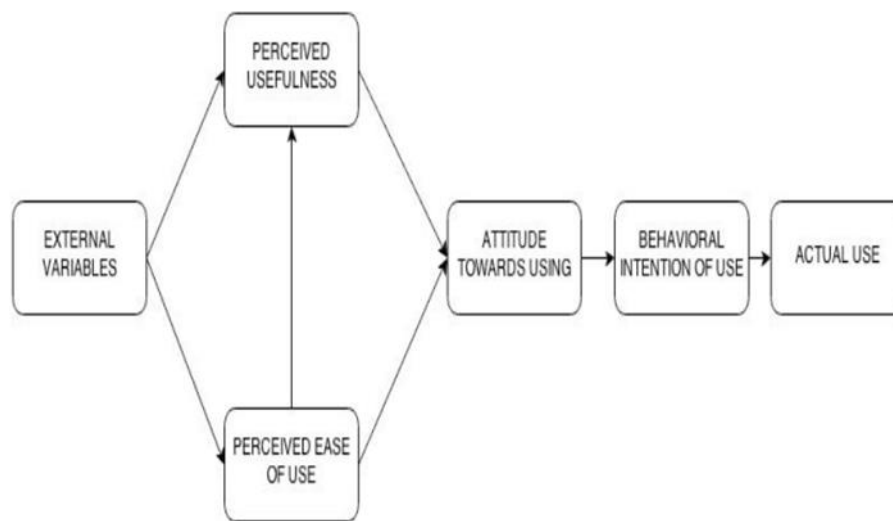 PERCEIVED
USEFULNESS
EXTERNAL
VARIABLES
ATTITUDE
TOWARDS USING
BEHAVIORAL
INTENTION OF USE
ACTUAL USE
PERCEIVED EASE
OF USE